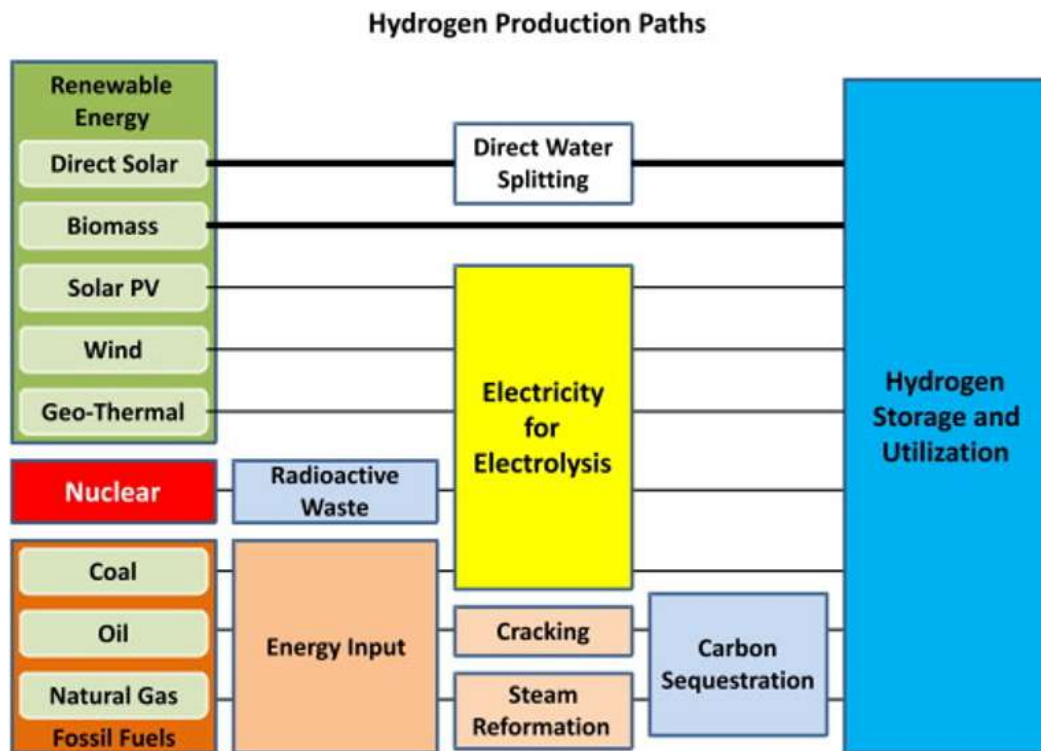 Hydrogen Production Paths
Renewable
Energy
Direct Solar
Biomass
Solar PV
Wind
Geo-Thermal
Nuclear
Coal
Oil
Natural Gas
Fossil Fuels
Radioactive
Waste
Energy Input
Direct Water
Splitting
Electricity
for
Electrolysis
Cracking
Steam
Reformation
Carbon
Sequestration
Hydrogen
Storage and
Utilization